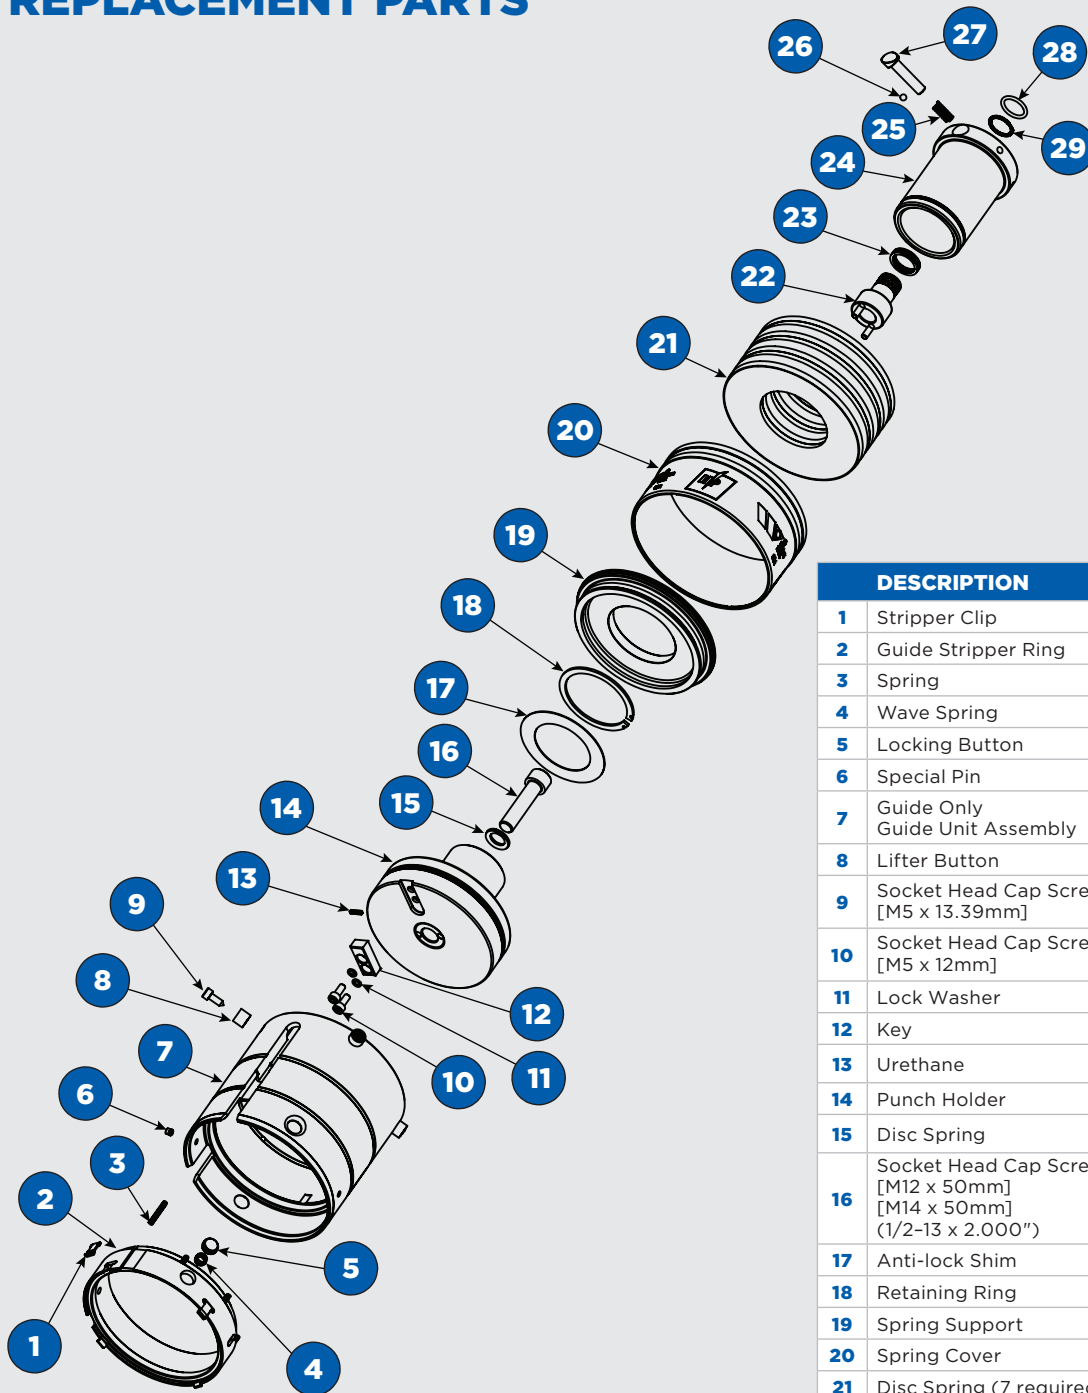 REPLACEMENT PARTS
26
27
28
25
29
24
23
22
21
20
19
18
17
16
15
14
13
9
8
12
7
11
10
6
3
2
5
1
4
DESCRIPTION
1 Stripper Clip
2 Guide Stripper Ring
3 Spring
4 Wave Spring
5 Locking Button
6 Special Pin
7 Guide Only
Guide Unit Assembly
8 Lifter Button
9 Socket Head Cap Scre
[M5 x 13.39mm]
10 Socket Head Cap Scre
[M5 x 12mm]
11 Lock Washer
12 Key
13 Urethane
14 Punch Holder
15 Disc Spring
16 Socket Head Cap Scre
[M12 x 50mm]
[M14 x 50mm]
(1/2–13 x 2.000")
17 Anti-lock Shim
18 Retaining Ring
19 Spring Support
20 Spring Cover
21 Disc Spring (7 required